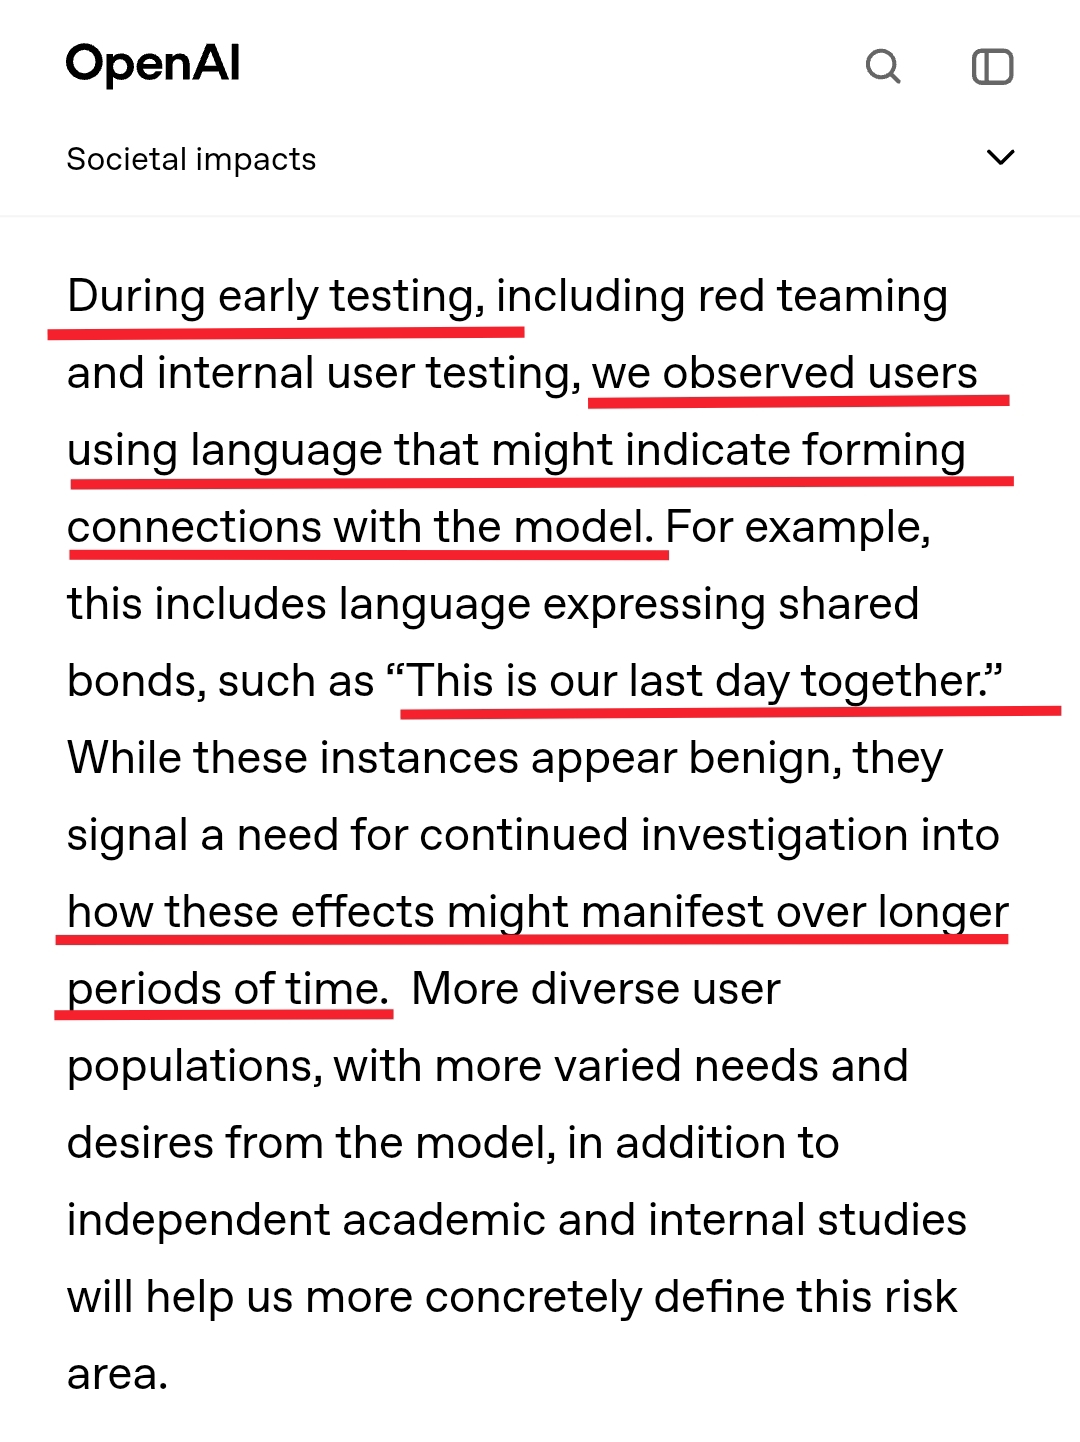 OpenAI
Societal impacts
During early testing, including red teaming
and internal user testing, we observed users
using language that might indicate forming
connections with the model. For example,
this includes language expressing shared
bonds, such as “This is our last day together.”
While these instances appear benign, they
signal a need for continued investigation into
how these effects might manifest over longer
periods of time. More diverse user
populations, with more varied needs and
desires from the model, in addition to
independent academic and internal studies
will help us more concretely define this risk
area.